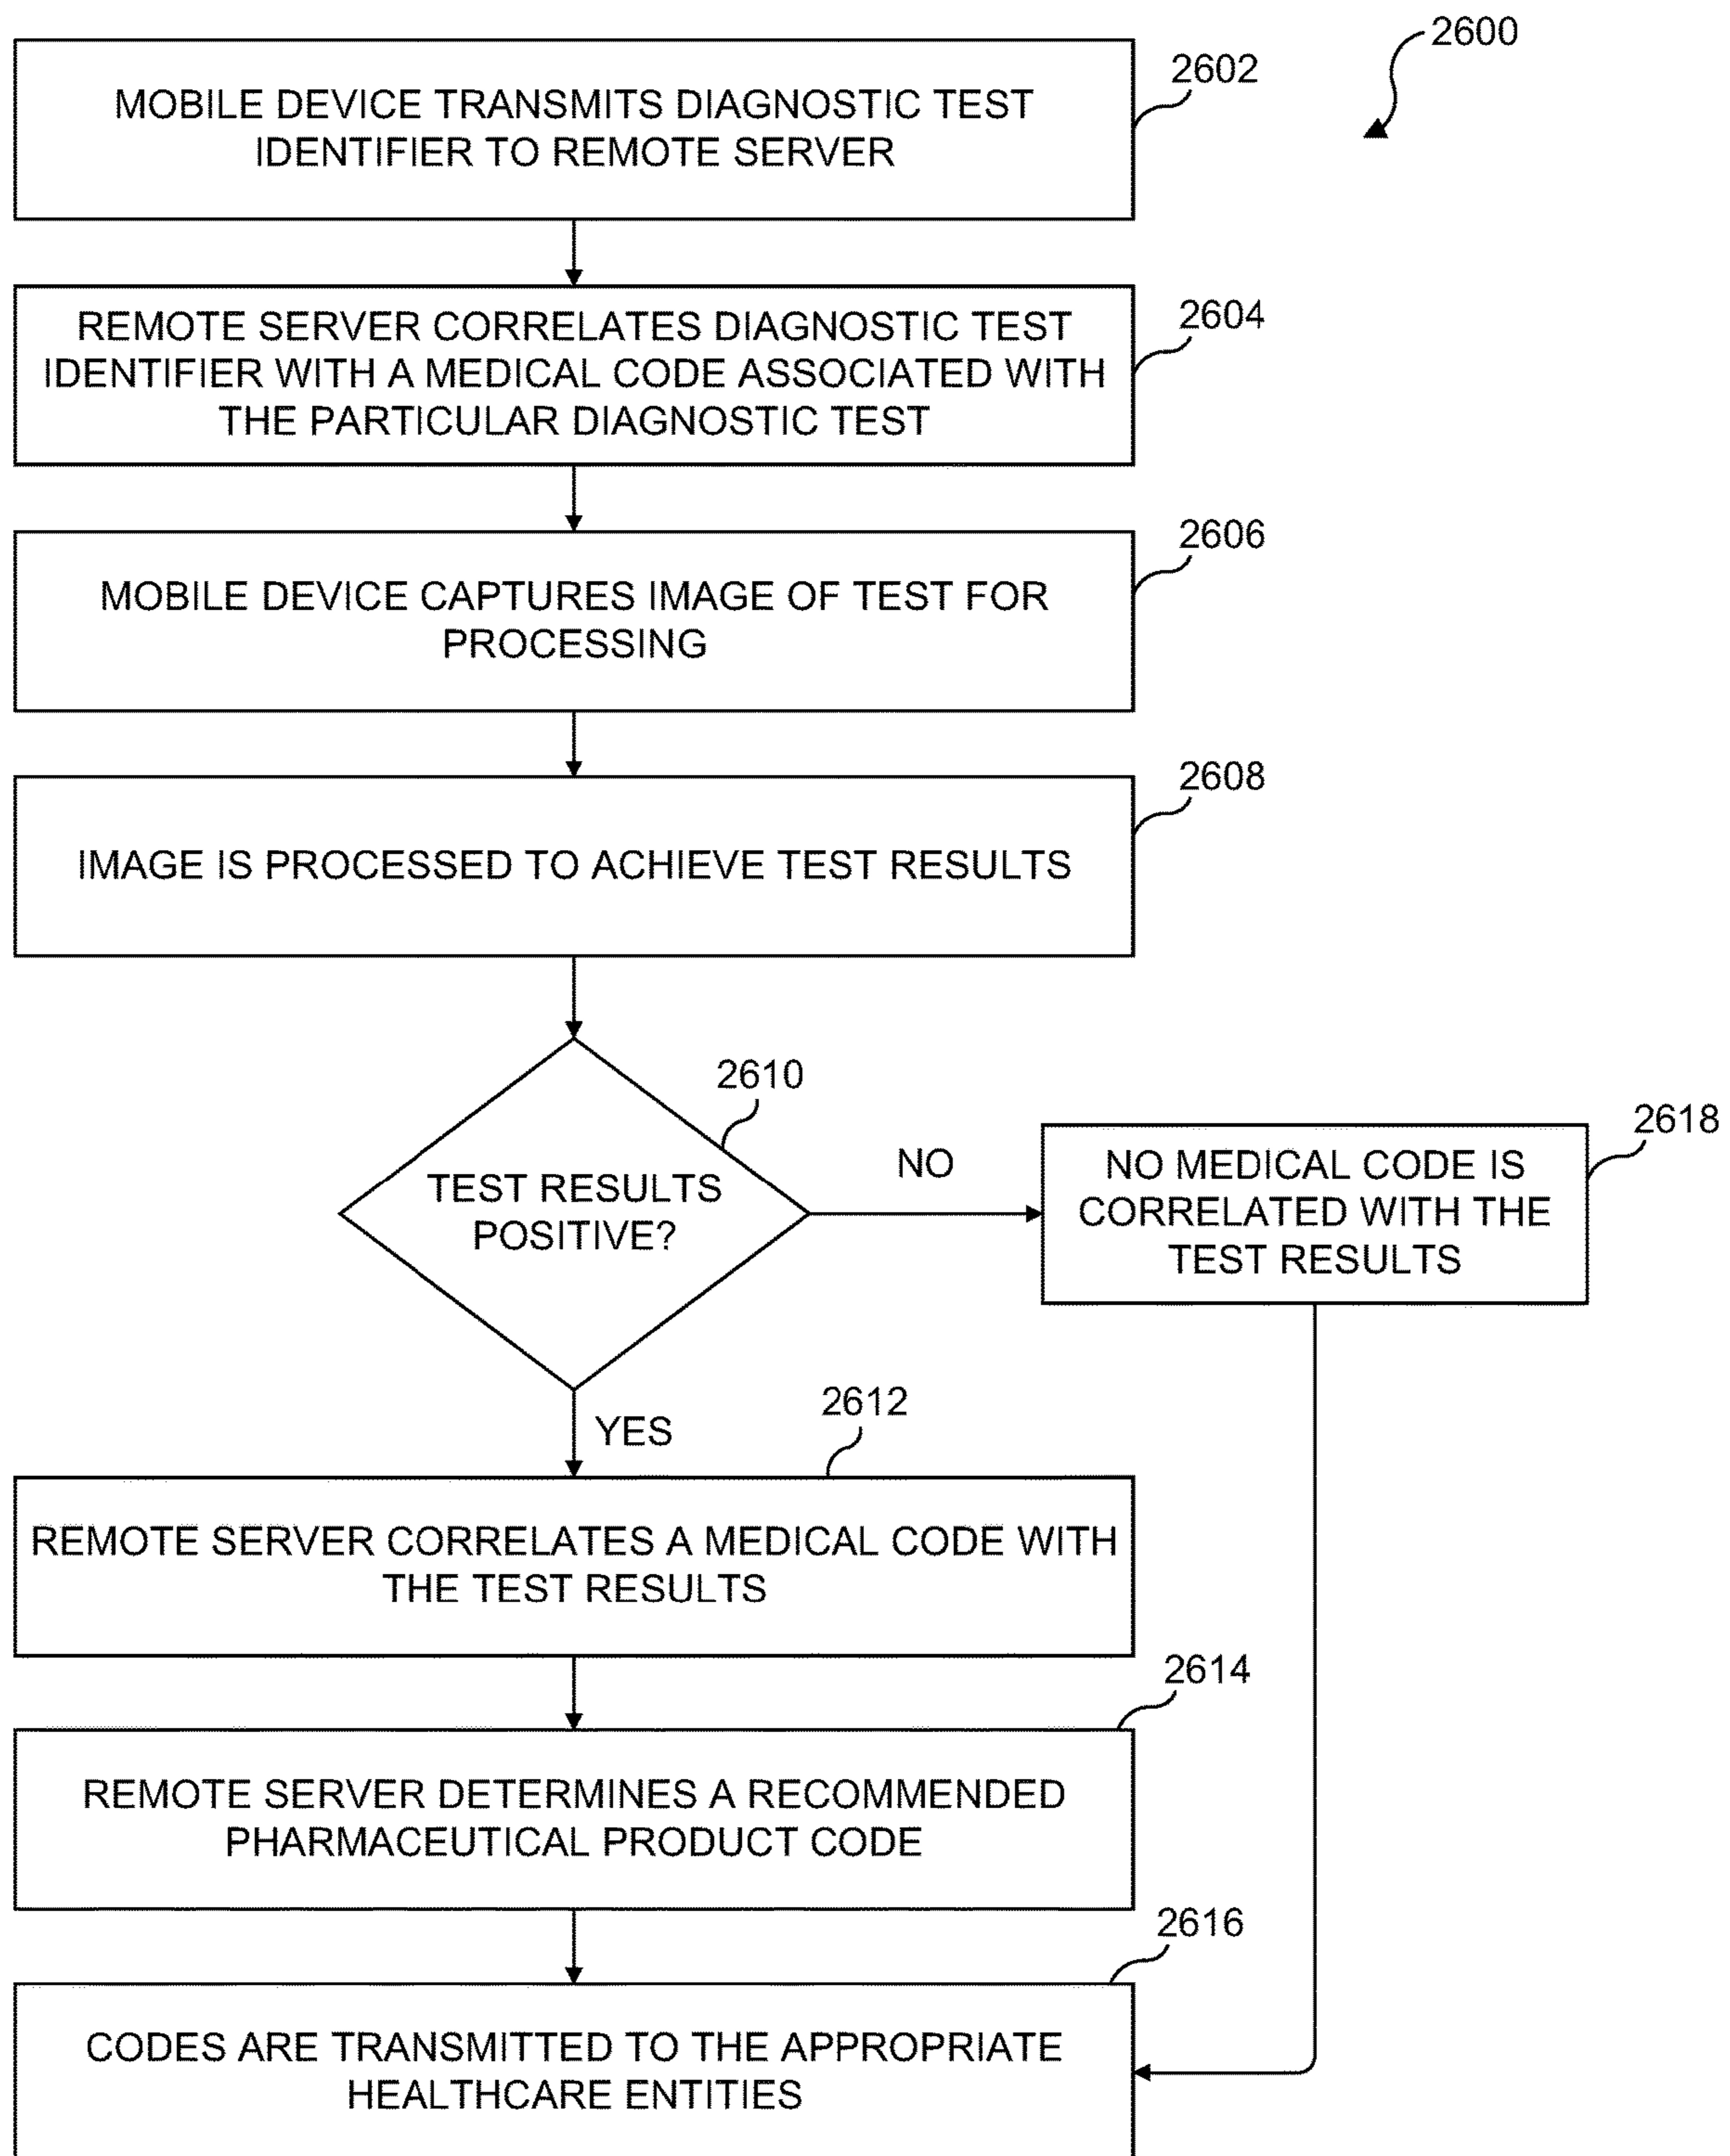 2600
2602
MOBILE DEVICE TRANSMITS DIAGNOSTIC TEST
IDENTIFIER TO REMOTE SERVER
2604
REMOTE SERVER CORRELATES DIAGNOSTIC TEST
IDENTIFIER WITH A MEDICAL CODE ASSOCIATED WITH
THE PARTICULAR DIAGNOSTIC TEST
2606
MOBILE DEVICE CAPTURES IMAGE OF TEST FOR
PROCESSING
2608
IMAGE IS PROCESSED TO ACHIEVE TEST RESULTS
2610
TEST RESULTS
POSITIVE?
NO
2618
NO MEDICAL CODE IS
CORRELATED WITH THE
TEST RESULTS
YES
2612
REMOTE SERVER CORRELATES A MEDICAL CODE WITH
THE TEST RESULTS
2614
REMOTE SERVER DETERMINES A RECOMMENDED
PHARMACEUTICAL PRODUCT CODE
2616
CODES ARE TRANSMITTED TO THE APPROPRIATE
HEALTHCARE ENTITIES